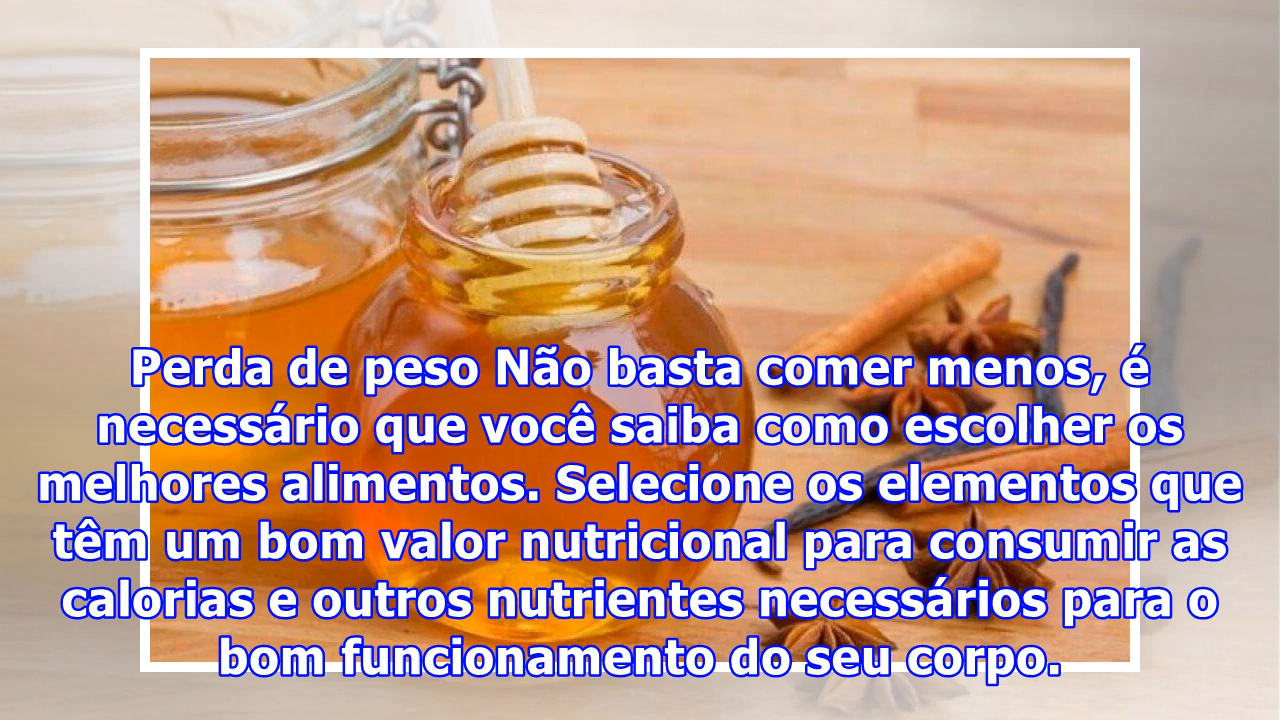 Perda de peso Não basta comer menos, é
necessário que você saiba como escolher os
melhores alimentos. Selecione os elementos que
têm um bom valor nutricional para consumir as
calorias e outros nutrientes necessários para o
bom funcionamento do seu corpo.